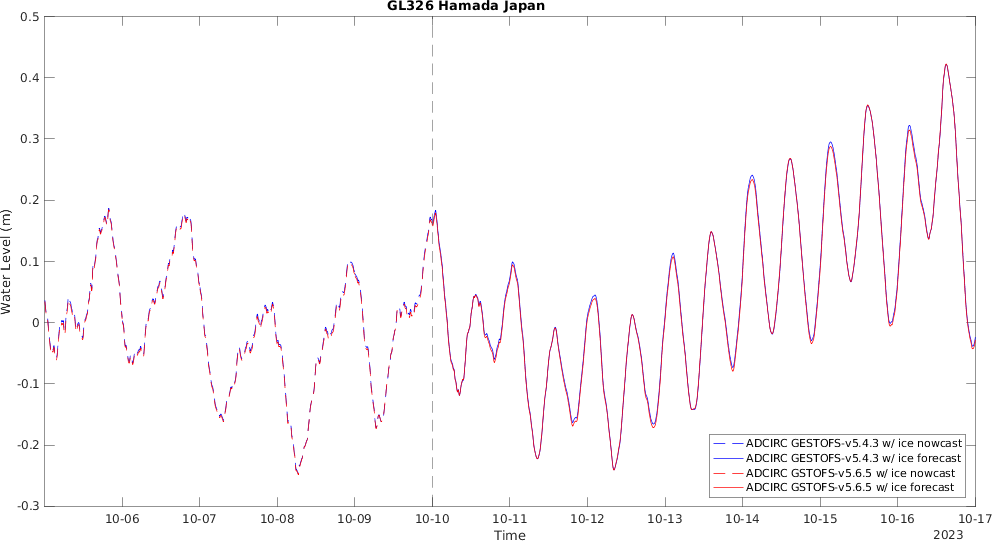 GL326 Hamada Japan
0.5
0.4
0.3
0.2
0.1
0
-0.1
-0.2
-0.3
Water Level (m)
ADCIRC GESTOFS-v5.4.3 w/ ice nowcast
ADCIRC GESTOFS-v5.4.3 w/ ice forecast
ADCIRC GSTOFS-v5.6.5 w/ ice nowcast
ADCIRC GSTOFS-v5.6.5 w/ ice forecast
10-06 10-07 10-08 10-09 10-10 10-11 10-12 10-13 10-14 10-15 10-16 10-17
Time
2023